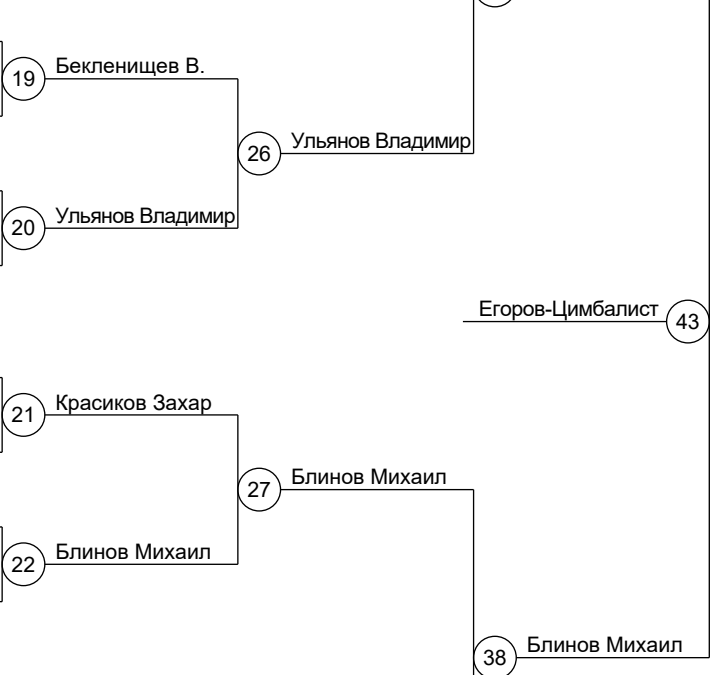 19 Бекленищев В.
26 Ульянов Владимир
20 Ульянов Владимир
Егоров-Цимбалист 43
21 Красиков Захар
27 Блинов Михаил
22 Блинов Михаил
38 Блинов Михаил